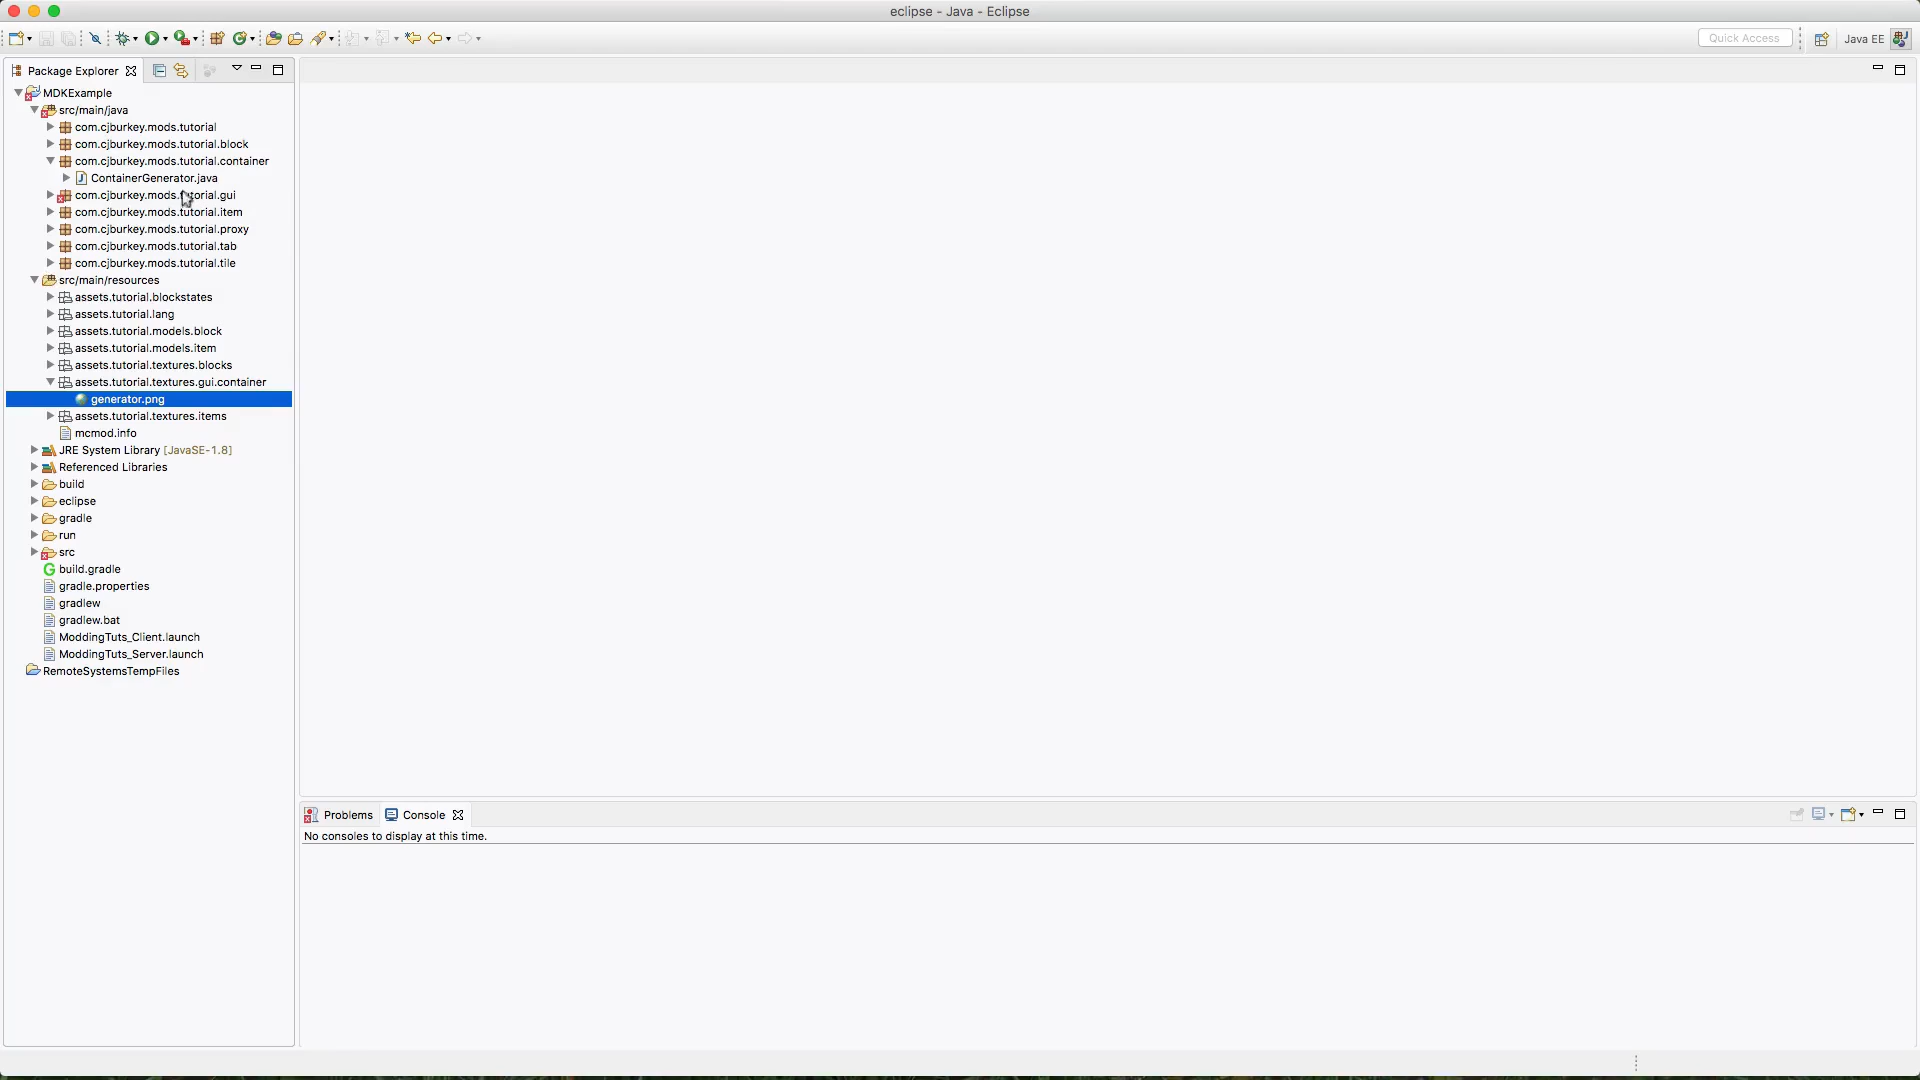 eclipse - Java - Eclipse
Quick Access
Java EE
Package Explorer
MDKExample
src/main/java
com.cjburkey.mods.tutorial
com.cjburkey.mods.tutorial.block
com.cjburkey.mods.tutorial.container
ContainerGenerator.java
com.cjburkey.mods.tutorial.gui
com.cjburkey.mods.tutorial.item
com.cjburkey.mods.tutorial.proxy
com.cjburkey.mods.tutorial.tab
com.cjburkey.mods.tutorial.tile
src/main/resources
assets.tutorial.blockstates
assets.tutorial.lang
assets.tutorial.models.block
assets.tutorial.models.item
assets.tutorial.textures.blocks
assets.tutorial.textures.gui.container
generator.png
assets.tutorial.textures.items
mcmod.info
JRE System Library [JavaSE-1.8]
Referenced Libraries
build
eclipse
gradle
run
src
build.gradle
gradle.properties
gradlew
gradlew.bat
ModdingTuts_Client.launch
ModdingTuts_Server.launch
RemoteSystemsTempFiles
Problems
Console
No consoles to display at this time.